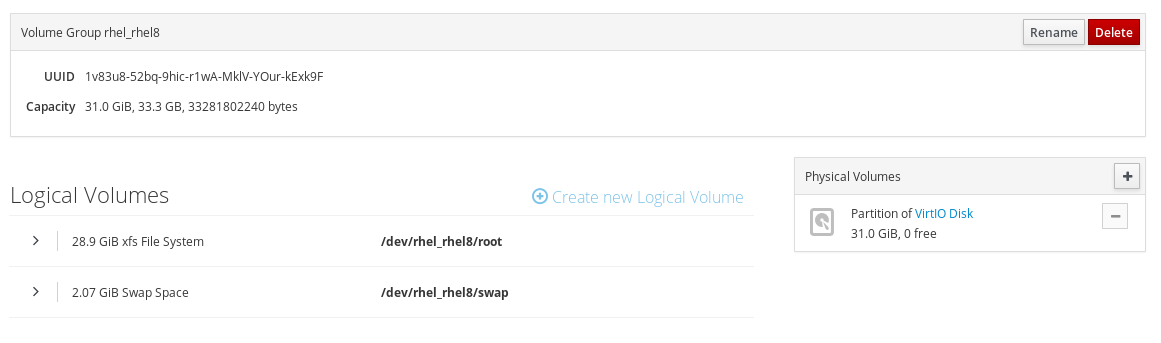 Volume Group rhel_rhel8
Rename
Delete
UUID 1v83u8-52bq-9hic-r1wA-MklV-YOur-kExk9F
Capacity 31.0 GiB, 33.3 GB, 33281802240 bytes
Logical Volumes
Create new Logical Volume
28.9 GiB xfs File System /dev/rhel_rhel8/root
2.07 GiB Swap Space /dev/rhel_rhel8/swap
Physical Volumes
Partition of VirtIO Disk
31.0 GiB, 0 free